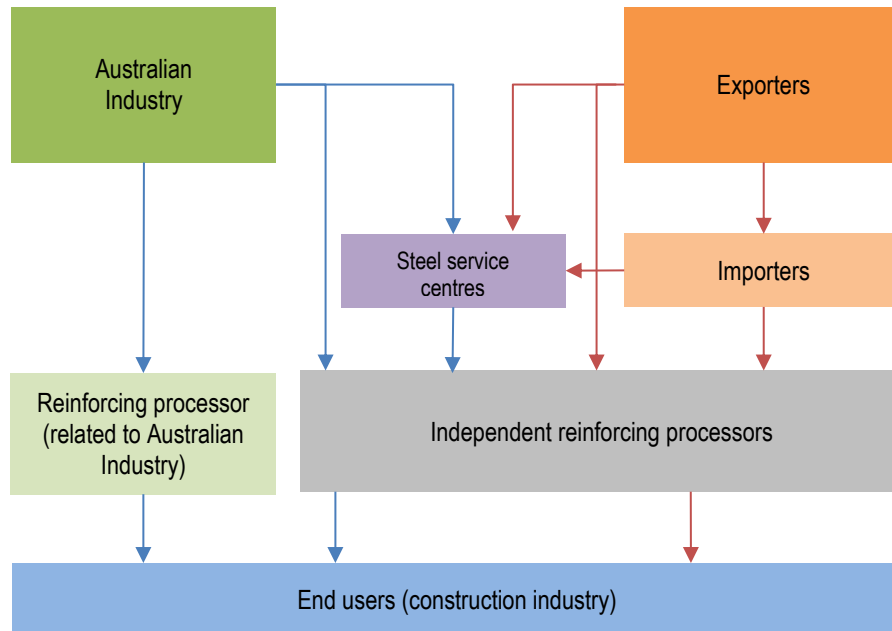 Australian
Industry
Exporters
Steel service
centres
Importers
Reinforcing processor
(related to Australian
Industry)
Independent reinforcing processors
End users (construction industry)